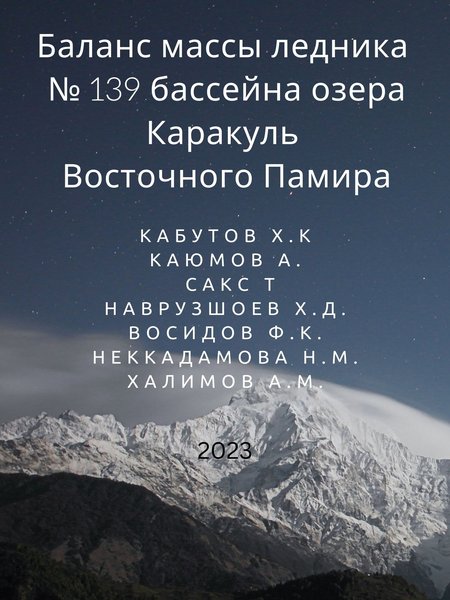 Баланс массы ледника
№ 139 бассейна озера
Каракуль
Восточного Памира
КАБУТОВ Х.К
КАЮМОВ А.
САКС Т
НАВРУЗШОЕВ Х.Д.
ВОСИДОВ Ф.К.
НЕККАДАМОВА Н.М.
ХАЛИМОВ А.М.
2023